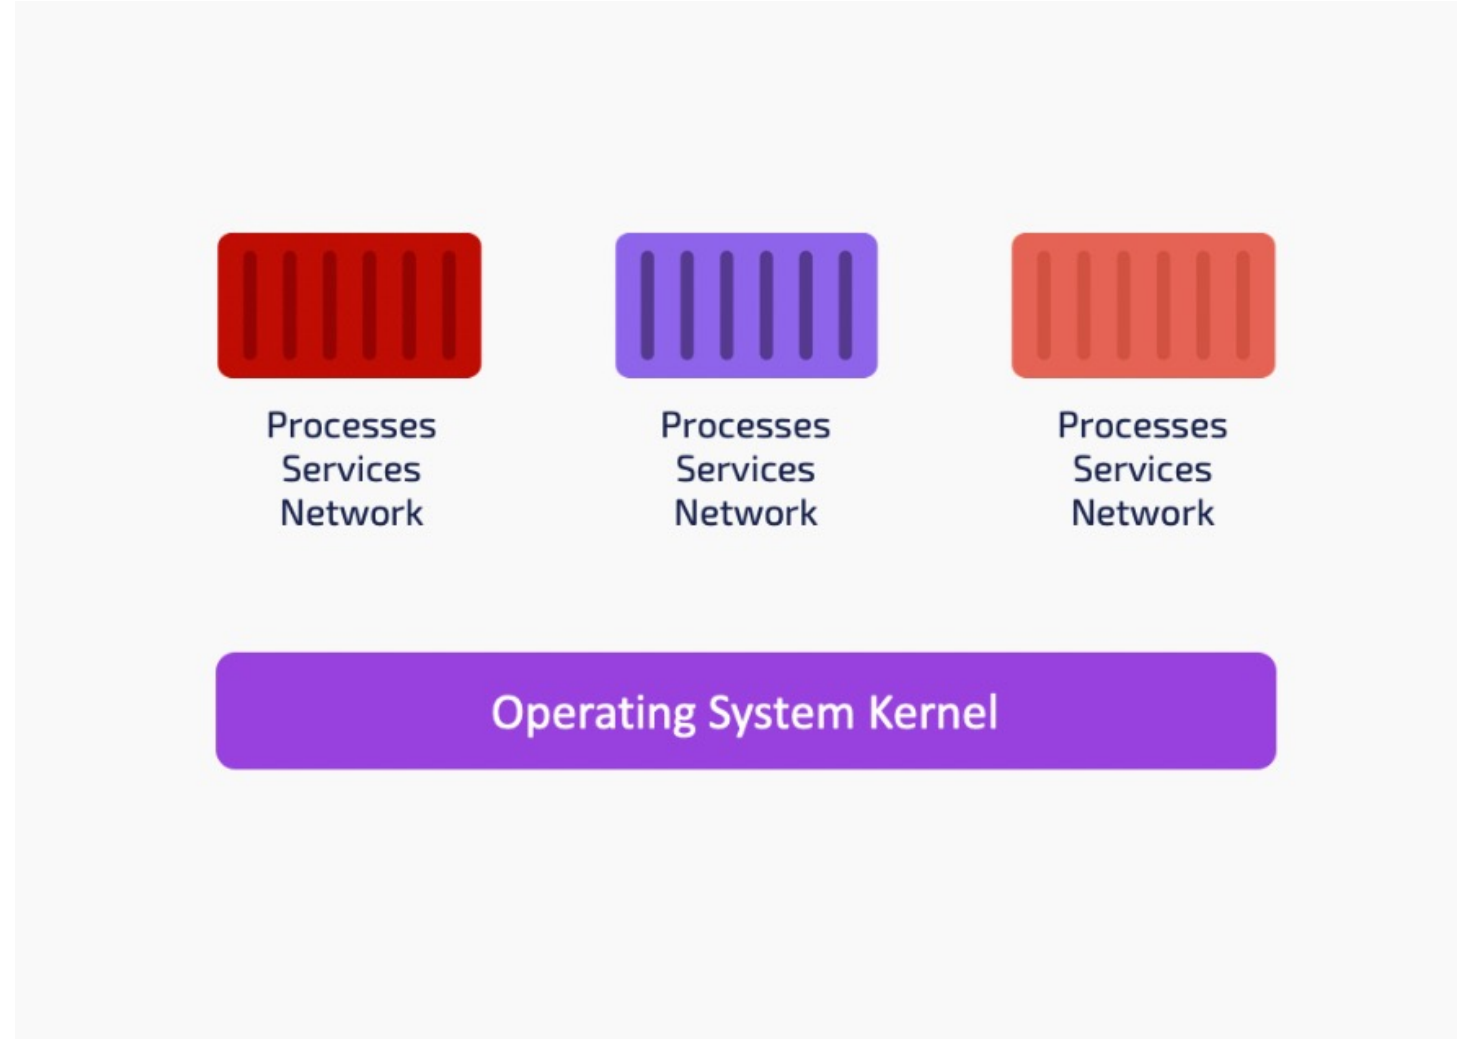 Processes
Services
Network
Processes
Services
Network
Processes
Services
Network
Operating System Kernel